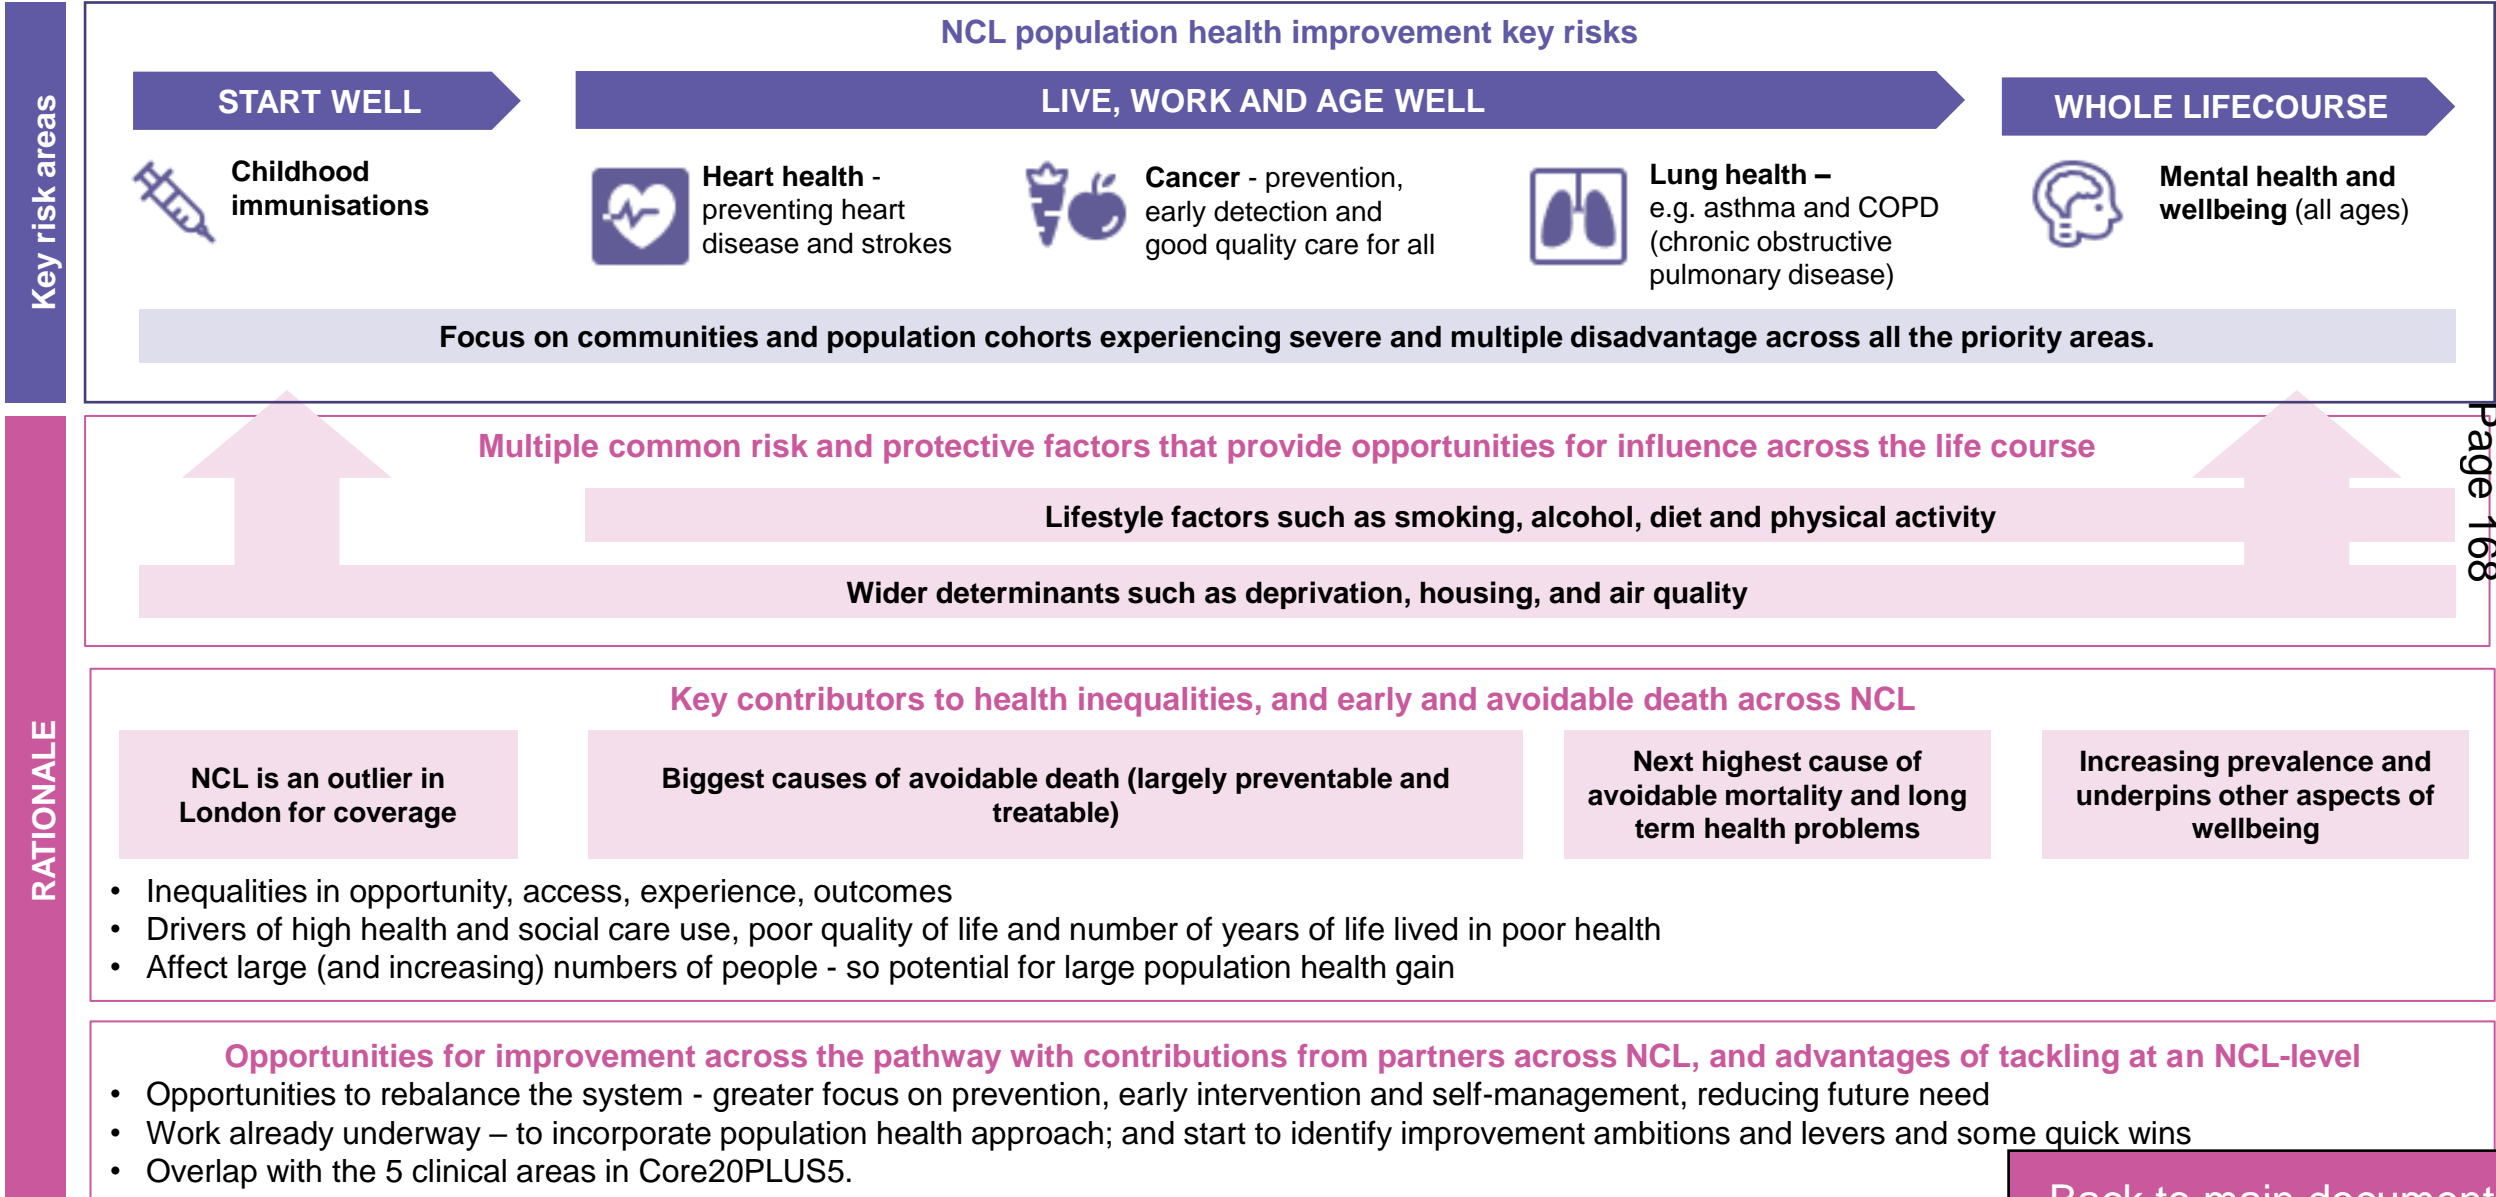 NCL population health improvement key risks
Key risk areas
START WELL
LIVE, WORK AND AGE WELL
WHOLE LIFECOURSE
Childhood
immunisations
Heart health -
preventing heart
disease and strokes
Cancer - prevention,
early detection and
good quality care for all
Lung health –
e.g. asthma and COPD
(chronic obstructive
pulmonary disease)
Mental health and
wellbeing (all ages)
Focus on communities and population cohorts experiencing severe and multiple disadvantage across all the priority areas.
RATIONALE
Multiple common risk and protective factors that provide opportunities for influence across the life course
Lifestyle factors such as smoking, alcohol, diet and physical activity
Wider determinants such as deprivation, housing, and air quality
Page 168
Key contributors to health inequalities, and early and avoidable death across NCL
NCL is an outlier in
London for coverage
Biggest causes of avoidable death (largely preventable and
treatable)
Next highest cause of
avoidable mortality and long
term health problems
Increasing prevalence and
underpins other aspects of
wellbeing
• Inequalities in opportunity, access, experience, outcomes
• Drivers of high health and social care use, poor quality of life and number of years of life lived in poor health
• Affect large (and increasing) numbers of people - so potential for large population health gain
Opportunities for improvement across the pathway with contributions from partners across NCL, and advantages of tackling at an NCL-level
• Opportunities to rebalance the system - greater focus on prevention, early intervention and self-management, reducing future need
• Work already underway – to incorporate population health approach; and start to identify improvement ambitions and levers and some quick wins
• Overlap with the 5 clinical areas in Core20PLUS5.
Back to main document